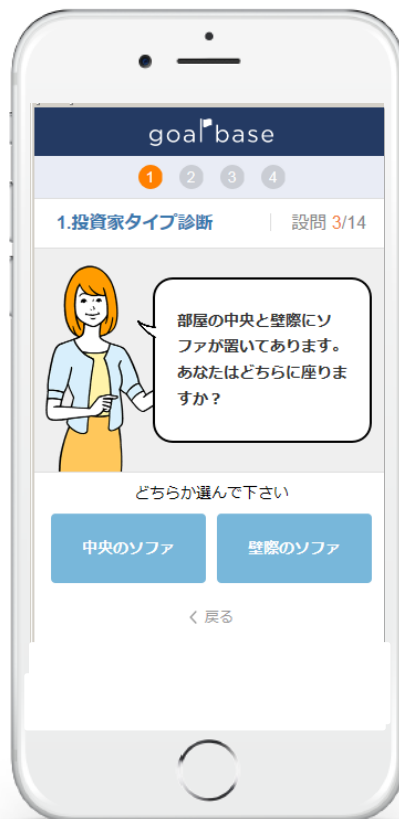 goal base
1 2 3 4
1.投資家タイプ診断 設問 3/14
部屋の中央と壁際にソ
ファが置いてあります。
あなたはどちらに座りま
すか？
どちらか選んで下さい
中央のソファ 壁際のソファ
< 戻る